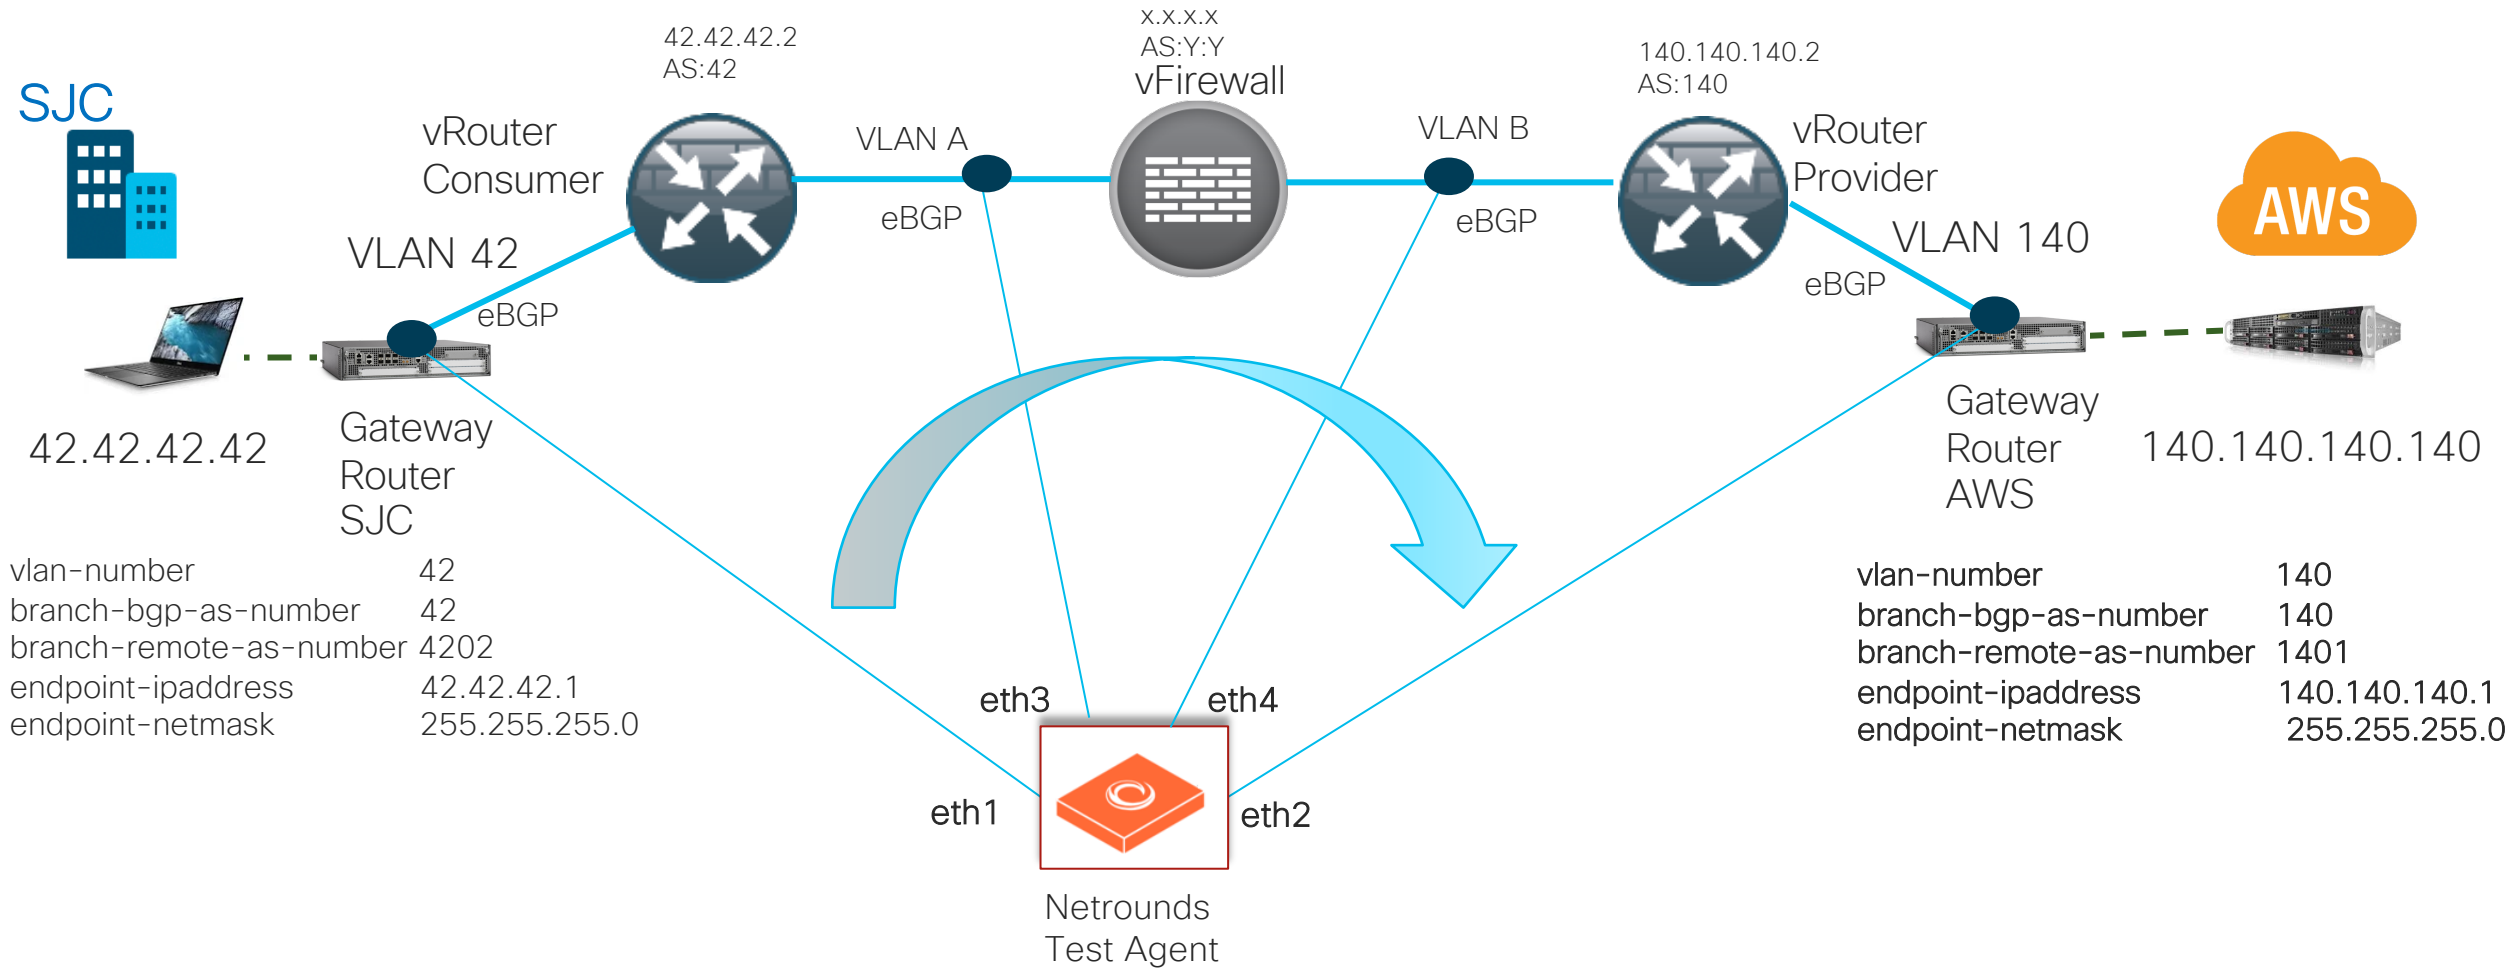 SJC
42.42.42.2
AS:42
vRouter
Consumer
VLAN 42
eBGP
VLAN A
eBGP
x.x.x.x
AS:Y:Y
vFirewall
VLAN B
eBGP
140.140.140.2
AS:140
vRouter
Provider
VLAN 140
eBGP
AWS
42.42.42.42
Gateway
Router
SJC
Gateway
Router
AWS
140.140.140.140
vlan-number 42
branch-bgp-as-number 42
branch-remote-as-number 4202
endpoint-ipaddress 42.42.42.1
endpoint-netmask 255.255.255.0
vlan-number 140
branch-bgp-as-number 140
branch-remote-as-number 1401
endpoint-ipaddress 140.140.140.1
endpoint-netmask 255.255.255.0
eth3
eth4
eth1
eth2
Netrounds
Test Agent